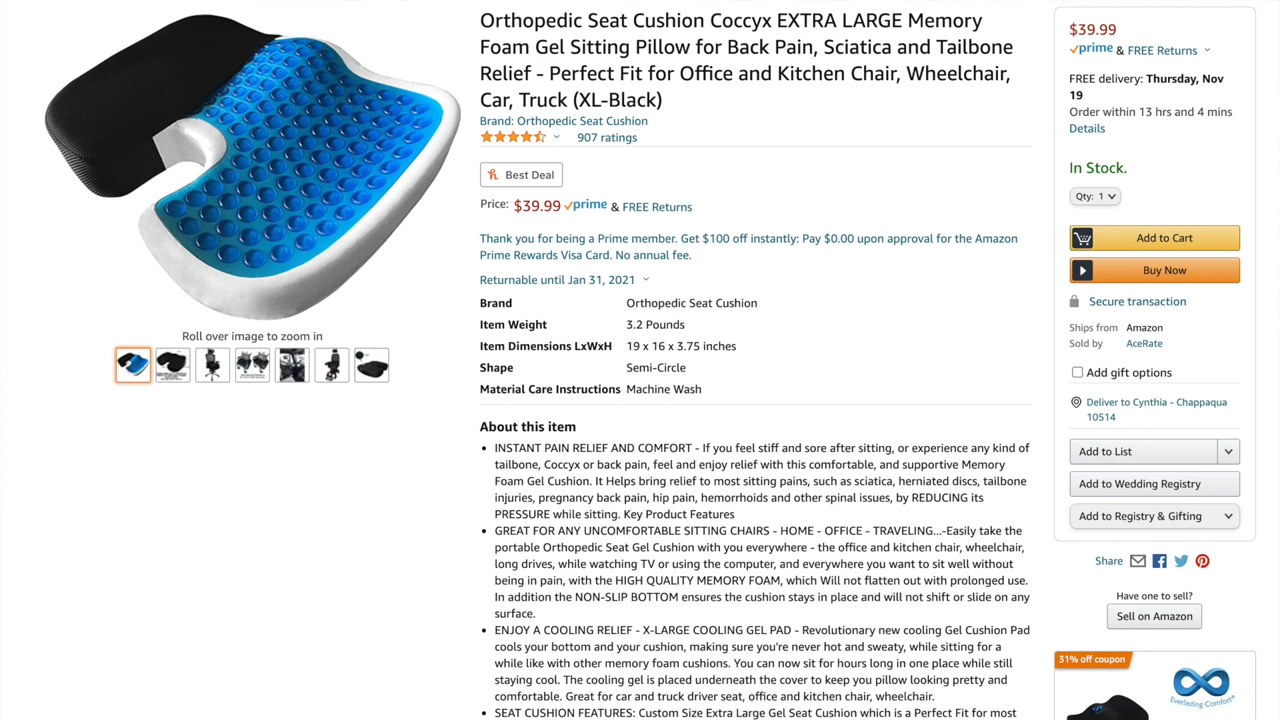 Orthopedic Seat Cushion Coccyx EXTRA LARGE Memory
Foam Gel Sitting Pillow for Back Pain, Sciatica and Tailbone
Relief - Perfect Fit for Office and Kitchen Chair, Wheelchair,
Car, Truck (XL-Black)
Brand: Orthopedic Seat Cushion
907 ratings
Best Deal
Price: $39.99 prime & FREE Returns
Thank you for being a Prime member. Get $100 off instantly: Pay $0.00 upon approval for the Amazon
Prime Rewards Visa Card. No annual fee.
Returnable until Jan 31, 2021
Brand Orthopedic Seat Cushion
Item Weight 3.2 Pounds
Item Dimensions LxWxH 19 x 16 x 3.75 inches
Shape Semi-Circle
Material Care Instructions Machine Wash
About this item
• INSTANT PAIN RELIEF AND COMFORT - If you feel stiff and sore after sitting, or experience any kind of
tailbone, Coccyx or back pain, feel and enjoy relief with this comfortable, and supportive Memory
Foam Gel Cushion. It Helps bring relief to most sitting pains, such as sciatica, herniated discs, tailbone
injuries, pregnancy back pain, hip pain, hemorrhoids and other spinal issues, by REDUCING its
PRESSURE while sitting. Key Product Features
• GREAT FOR ANY UNCOMFORTABLE SITTING CHAIRS - HOME - OFFICE - TRAVELING...-Easily take the
portable Orthopedic Seat Gel Cushion with you everywhere - the office and kitchen chair, wheelchair,
long drives, while watching TV or using the computer, and everywhere you want to sit well without
being in pain, with the HIGH QUALITY MEMORY FOAM, which Will not flatten out with prolonged use.
In addition the NON-SLIP BOTTOM ensures the cushion stays in place and will not shift or slide on any
surface.
• ENJOY A COOLING RELIEF - X-LARGE COOLING GEL PAD - Revolutionary new cooling Gel Cushion Pad
cools your bottom and your cushion, making sure you're never hot and sweaty, while sitting for a
while like with other memory foam cushions. You can now sit for hours long in one place while still
staying cool. The cooling gel is placed underneath the cover to keep you pillow looking pretty and
comfortable. Great for car and truck driver seat, office and kitchen chair, wheelchair.
• SEAT CUSHION FEATURES: Custom Size Extra Large Gel Seat Cushion which is a Perfect Fit for most
Roll over image to zoom in
$39.99
prime & FREE Returns
FREE delivery: Thursday, Nov
19
Order within 13 hrs and 4 mins
Details
In Stock.
Qty: 1
Add to Cart
Buy Now
Secure transaction
Ships from Amazon
Sold by AceRate
Add gift options
Deliver to Cynthia - Chappaqua
10514
Add to List
Add to Wedding Registry
Add to Registry & Gifting
Share
Have one to sell?
Sell on Amazon
31% off coupon
Everlasting Comfort®